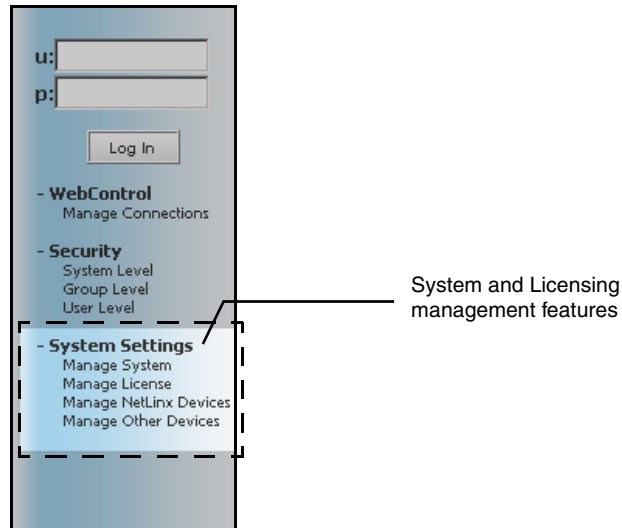 u:
p:
Log In
- WebControl
Manage Connections
- Security
System Level
Group Level
User Level
- System Settings
Manage System
Manage License
Manage NetLinx Devices
Manage Other Devices
System and Licensing
management features